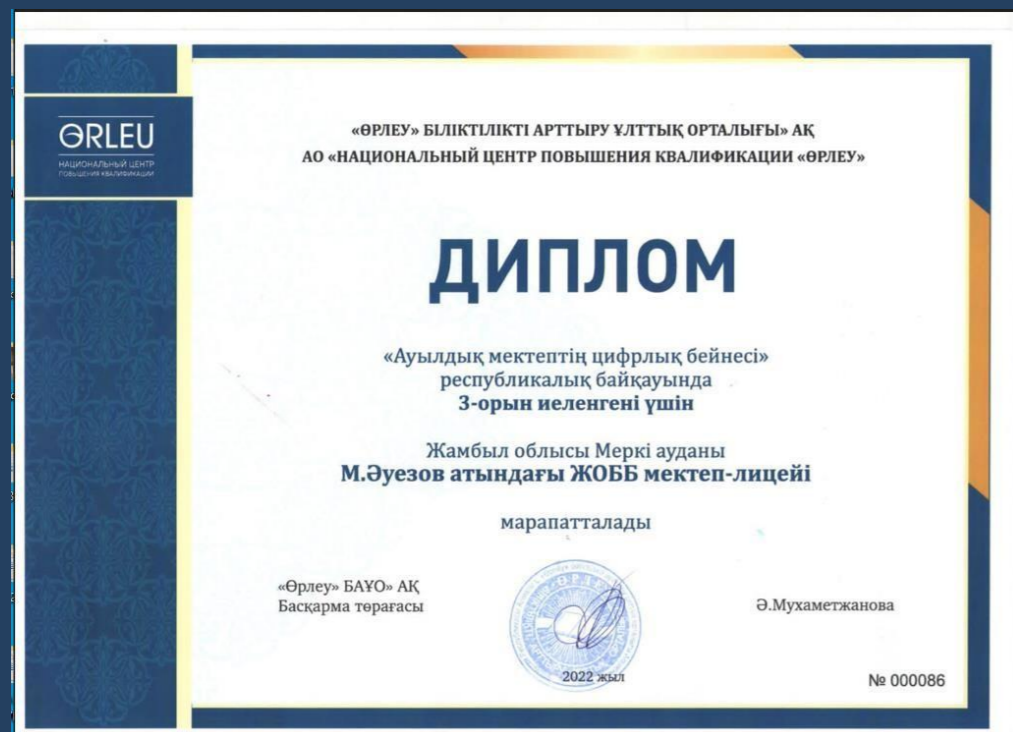 ӨRLEU
НАЦИОНАЛЬНЫЙ ЦЕНТР
ПОВЫШЕНИЯ КВАЛИФИКАЦИИ
«ӨРЛЕУ» БІЛІКТІЛІКТІ АРТТЫРУ ҰЛТТЫҚ ОРТАЛЫҒЫ» АҚ
АО «НАЦИОНАЛЬНЫЙ ЦЕНТР ПОВЫШЕНИЯ КВАЛИФИКАЦИИ «ӨРЛЕУ»
ДИПЛОМ
«Ауылдық мектептің цифрлық бейнесі»
республикалық байқауында
3-орын иеленгені үшін
Жамбыл облысы Меркі ауданы
М.Әуезов атындағы ЖОББ мектеп-лицейі
марапатталады
«Өрлеу» БАҰО» АҚ
Басқарма төрағасы
Ә.Мухаметжанова
2022 жыл
№ 000086